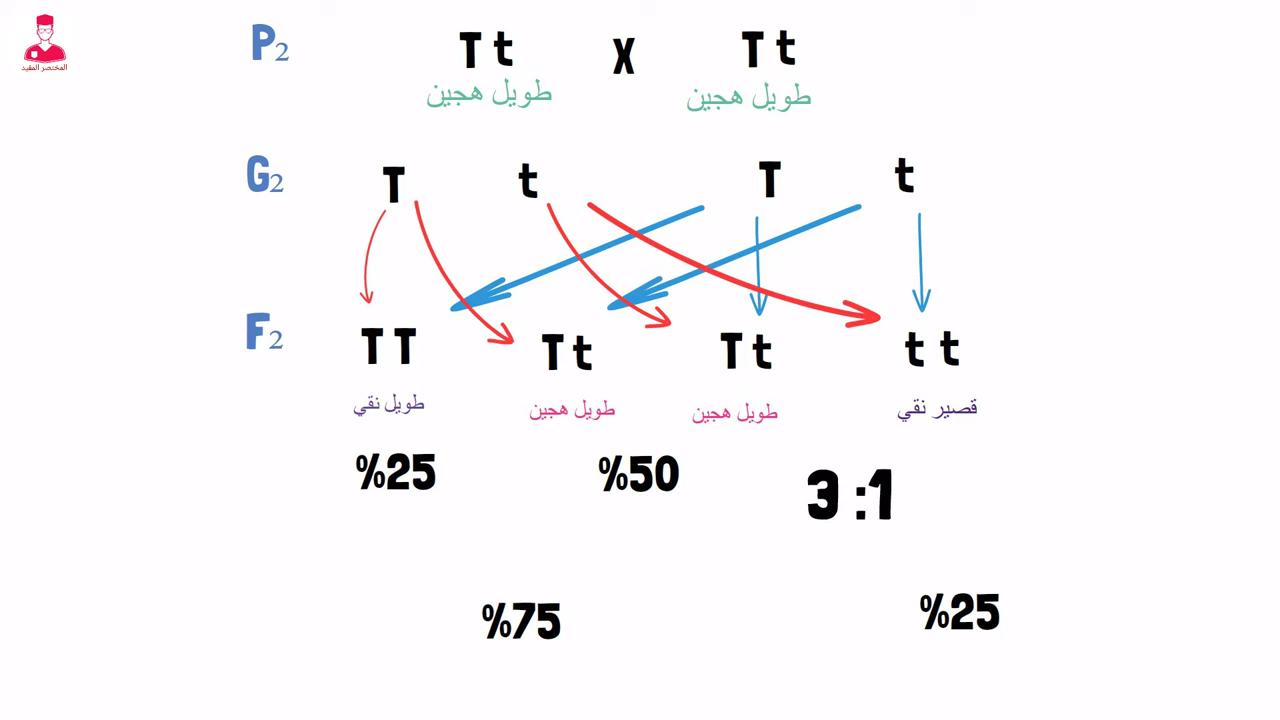 المختصر المفيد
P2 Tt X Tt
طويل هجين طويل هجين
G2 T t T t
F2 TT Tt Tt tt
طويل نقي طويل هجين طويل هجين قصير نقي
%25 %50 3:1
%75 %25